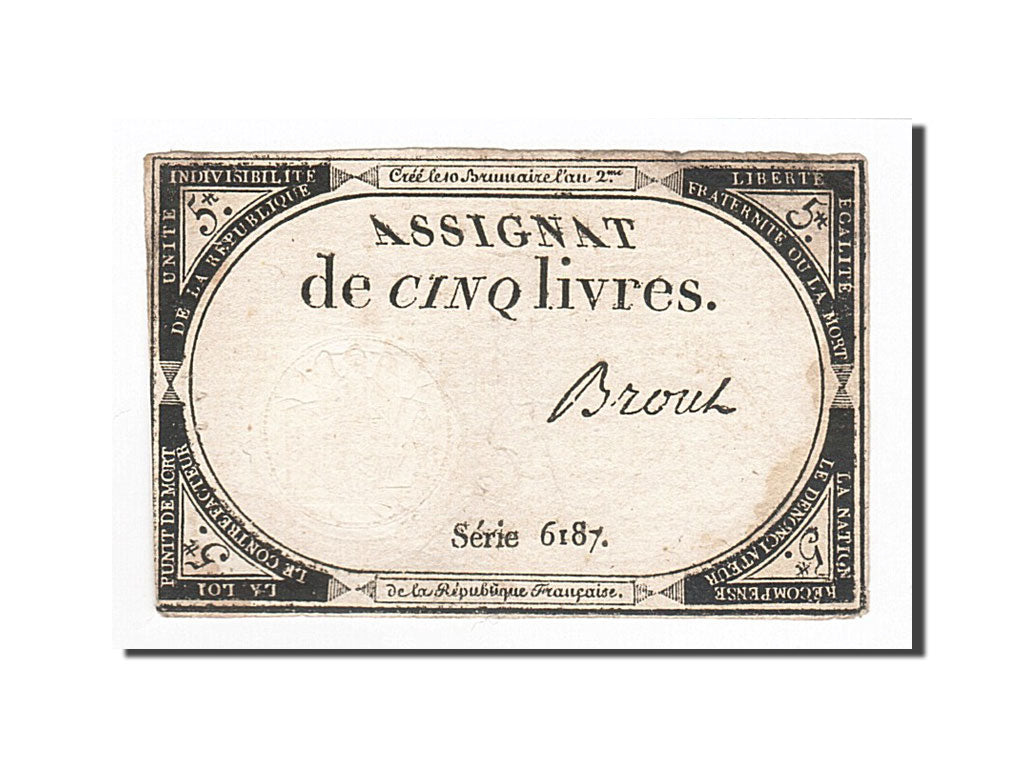 INDIVISIBILITÉ
UNITÉ
DE LA RÉPUBLIQUE
5#.
Créé le 10 Brumaire l'an 2.me
LIBERTÉ
ÉGALITÉ
FRATERNITÉ OU LA MORT
5#.
ASSIGNAT
de CINQ livres.
Brout
Série 6187.
PUNIT DE MORT
LE CONTREFACTEUR
LA LOI
5#.
de la République Française.
LA NATION
LE DÉNONCIATEUR
RÉCOMPENSE
5#.